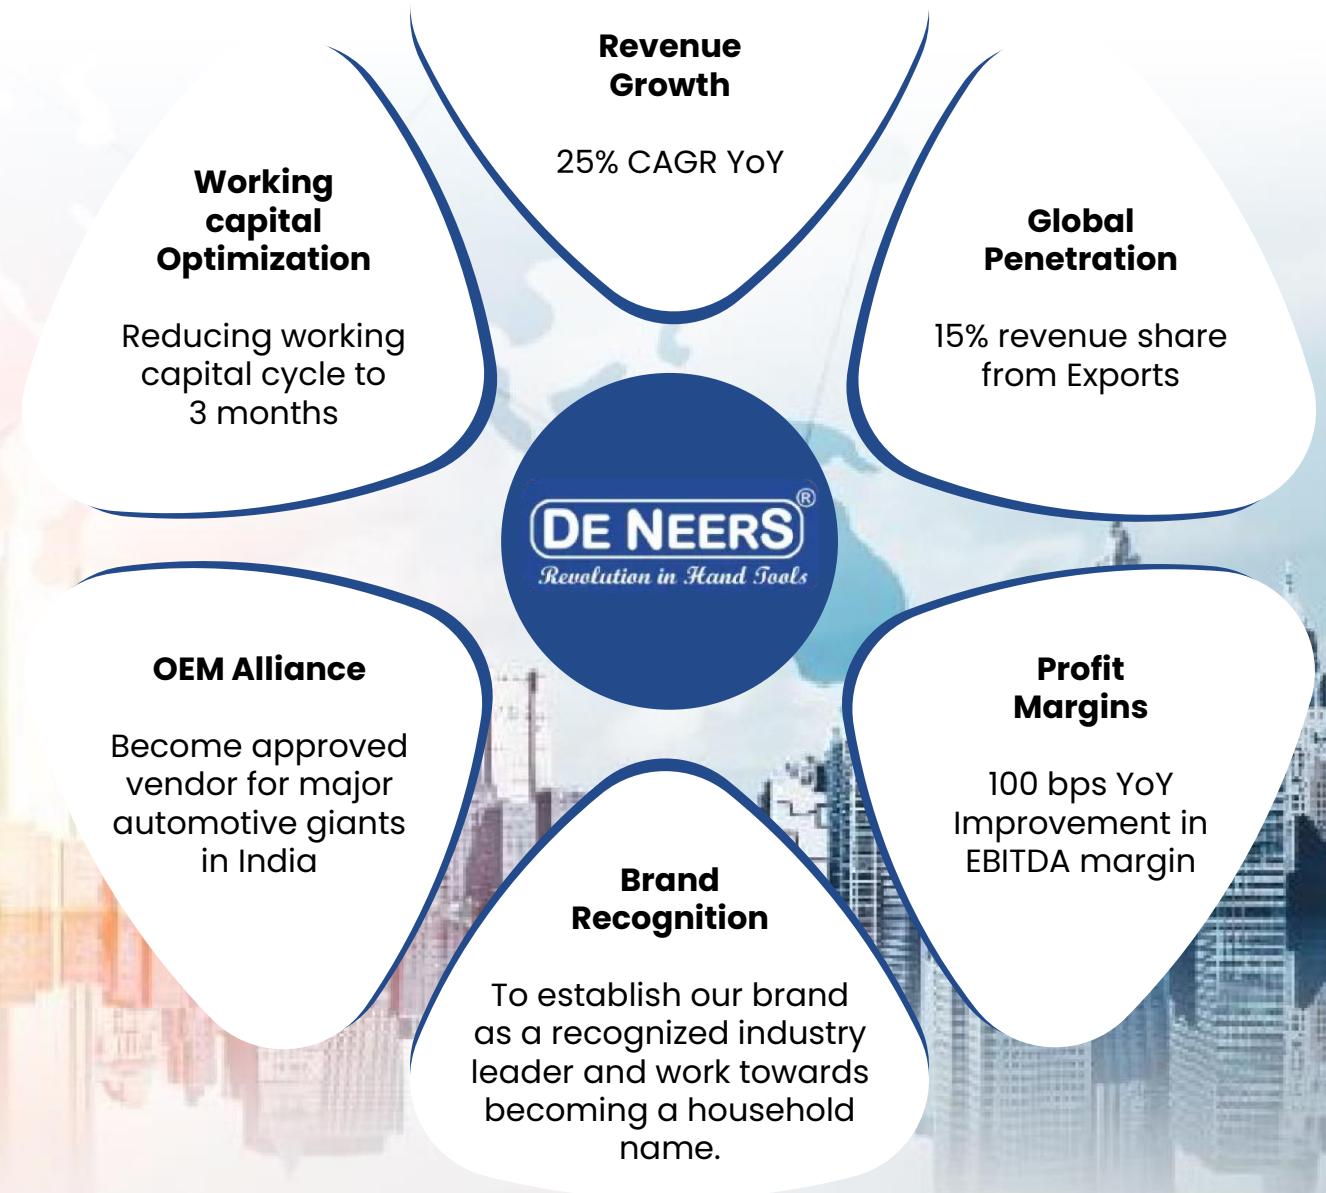 Revenue
Growth
25% CAGR YoY
Working
capital
Optimization
Reducing working
capital cycle to
3 months
Global
Penetration
15% revenue share
from Exports
DE NEERS®
Revolution in Hand Tools
OEM Alliance
Become approved
vendor for major
automotive giants
in India
Profit
Margins
100 bps YoY
Improvement in
EBITDA margin
Brand
Recognition
To establish our brand
as a recognized industry
leader and work towards
becoming a household
name.